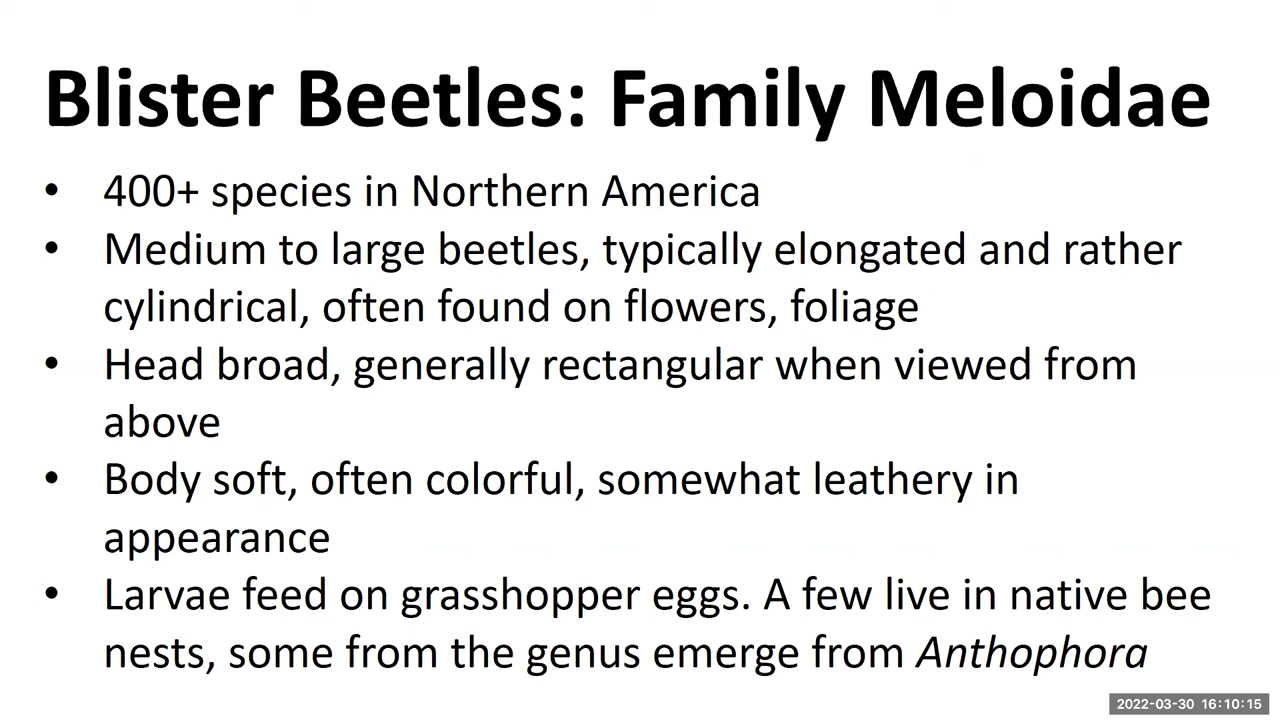 Blister Beetles: Family Meloidae
• 400+ species in Northern America
• Medium to large beetles, typically elongated and rather
cylindrical, often found on flowers, foliage
• Head broad, generally rectangular when viewed from
above
• Body soft, often colorful, somewhat leathery in
appearance
• Larvae feed on grasshopper eggs. A few live in native bee
nests, some from the genus emerge from Anthophora
2022-03-30 16:10:15